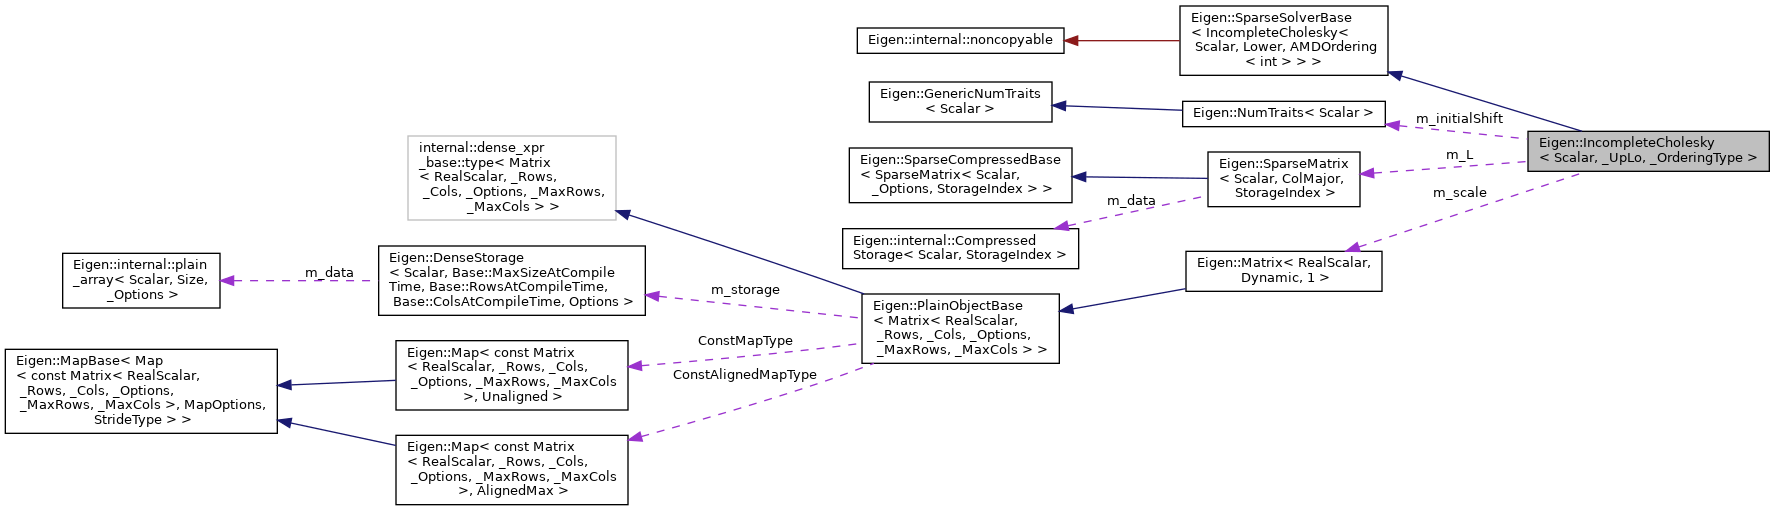 Eigen::SparseSolverBase
< IncompleteCholesky<
Scalar, Lower, AMDOrdering
< int > > >
Eigen::internal::noncopyable
Eigen::GenericNumTraits
< Scalar >
Eigen::NumTraits< Scalar >
m_initialShift
Eigen::IncompleteCholesky
< Scalar, _UpLo, _OrderingType >
internal::dense_xpr
_base::type< Matrix
< RealScalar, _Rows,
_Cols, _Options, _MaxRows,
_MaxCols > >
Eigen::SparseCompressedBase
< SparseMatrix< Scalar,
_Options, StorageIndex > >
Eigen::SparseMatrix
< Scalar, ColMajor,
StorageIndex >
m_L
m_scale
m_data
Eigen::internal::Compressed
Storage< Scalar, StorageIndex >
Eigen::Matrix< RealScalar,
Dynamic, 1 >
Eigen::internal::plain
_array< Scalar, Size,
_Options >
m_data
Eigen::DenseStorage
< Scalar, Base::MaxSizeAtCompile
Time, Base::RowsAtCompileTime,
Base::ColsAtCompileTime, Options >
m_storage
Eigen::PlainObjectBase
< Matrix< RealScalar,
_Rows, _Cols, _Options,
_MaxRows, _MaxCols > >
ConstMapType
ConstAlignedMapType
Eigen::MapBase< Map
< const Matrix< RealScalar,
_Rows, _Cols, _Options,
_MaxRows, _MaxCols >, MapOptions,
StrideType > >
Eigen::Map< const Matrix
< RealScalar, _Rows, _Cols,
_Options, _MaxRows, _MaxCols
>, Unaligned >
Eigen::Map< const Matrix
< RealScalar, _Rows, _Cols,
_Options, _MaxRows, _MaxCols
>, AlignedMax >